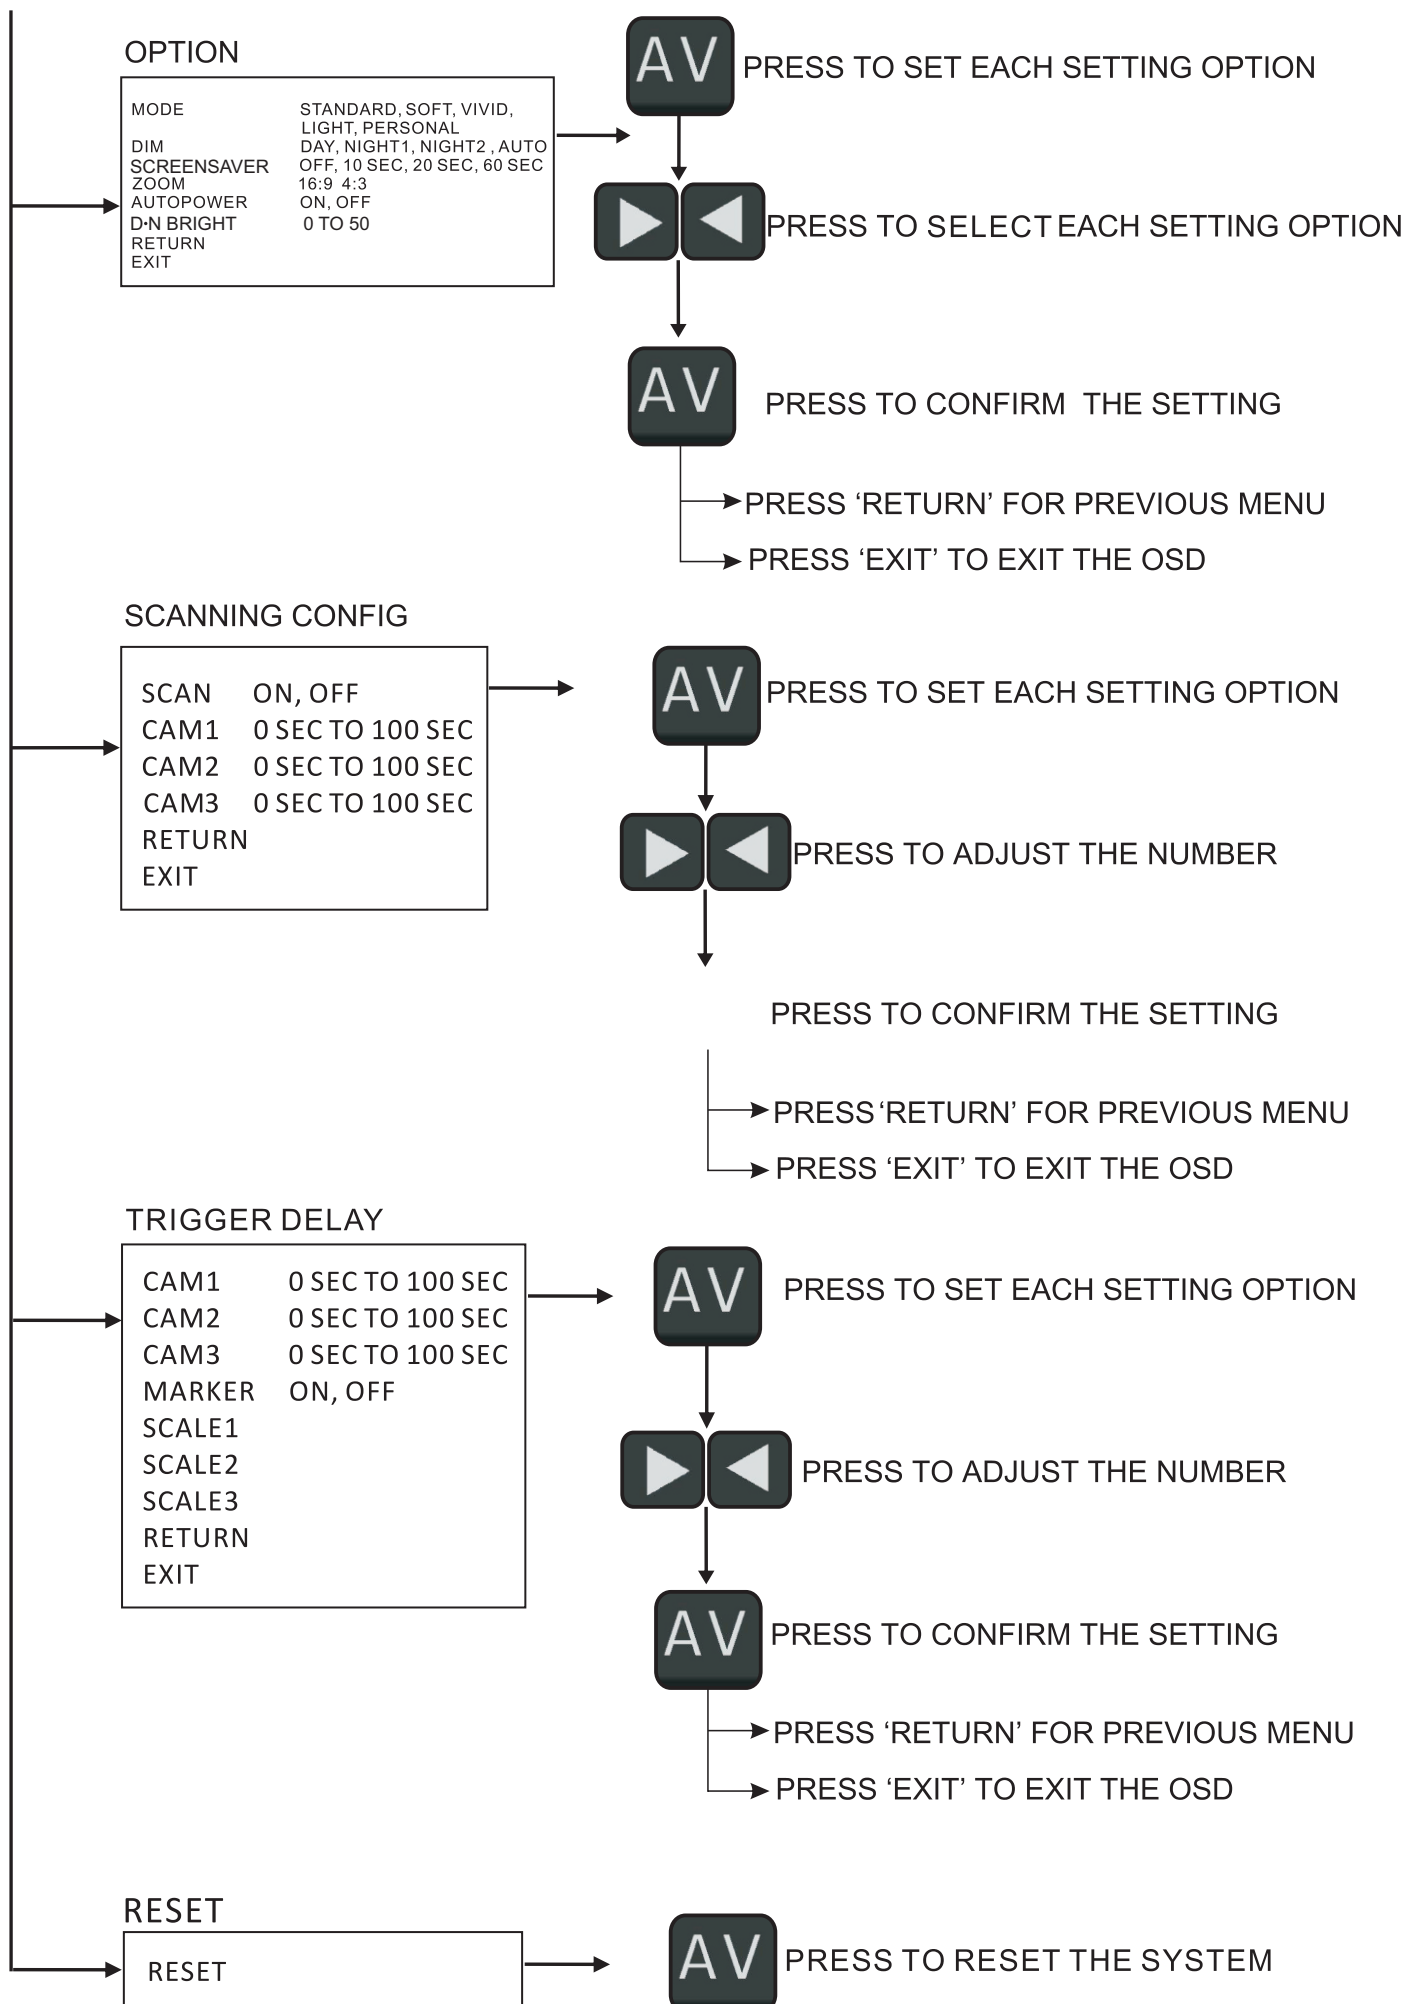 OPTION
AV PRESS TO SET EACH SETTING OPTION
MODE STANDARD, SOFT, VIVID,
LIGHT, PERSONAL
DIM DAY, NIGHT1, NIGHT2 , AUTO
SCREENSAVER OFF, 10 SEC, 20 SEC, 60 SEC
ZOOM 16:9 4:3
AUTOPOWER ON, OFF
D•N BRIGHT 0 TO 50
RETURN
EXIT
PRESS TO SELECT EACH SETTING OPTION
AV PRESS TO CONFIRM THE SETTING
PRESS ‘RETURN’ FOR PREVIOUS MENU
PRESS ‘EXIT’ TO EXIT THE OSD
SCANNING CONFIG
SCAN ON, OFF
CAM1 0 SEC TO 100 SEC
CAM2 0 SEC TO 100 SEC
CAM3 0 SEC TO 100 SEC
RETURN
EXIT
AV PRESS TO SET EACH SETTING OPTION
PRESS TO ADJUST THE NUMBER
PRESS TO CONFIRM THE SETTING
PRESS ‘RETURN’ FOR PREVIOUS MENU
PRESS ‘EXIT’ TO EXIT THE OSD
TRIGGER DELAY
CAM1 0 SEC TO 100 SEC
CAM2 0 SEC TO 100 SEC
CAM3 0 SEC TO 100 SEC
MARKER ON, OFF
SCALE1
SCALE2
SCALE3
RETURN
EXIT
AV PRESS TO SET EACH SETTING OPTION
PRESS TO ADJUST THE NUMBER
AV PRESS TO CONFIRM THE SETTING
PRESS ‘RETURN’ FOR PREVIOUS MENU
PRESS ‘EXIT’ TO EXIT THE OSD
RESET
RESET
AV PRESS TO RESET THE SYSTEM